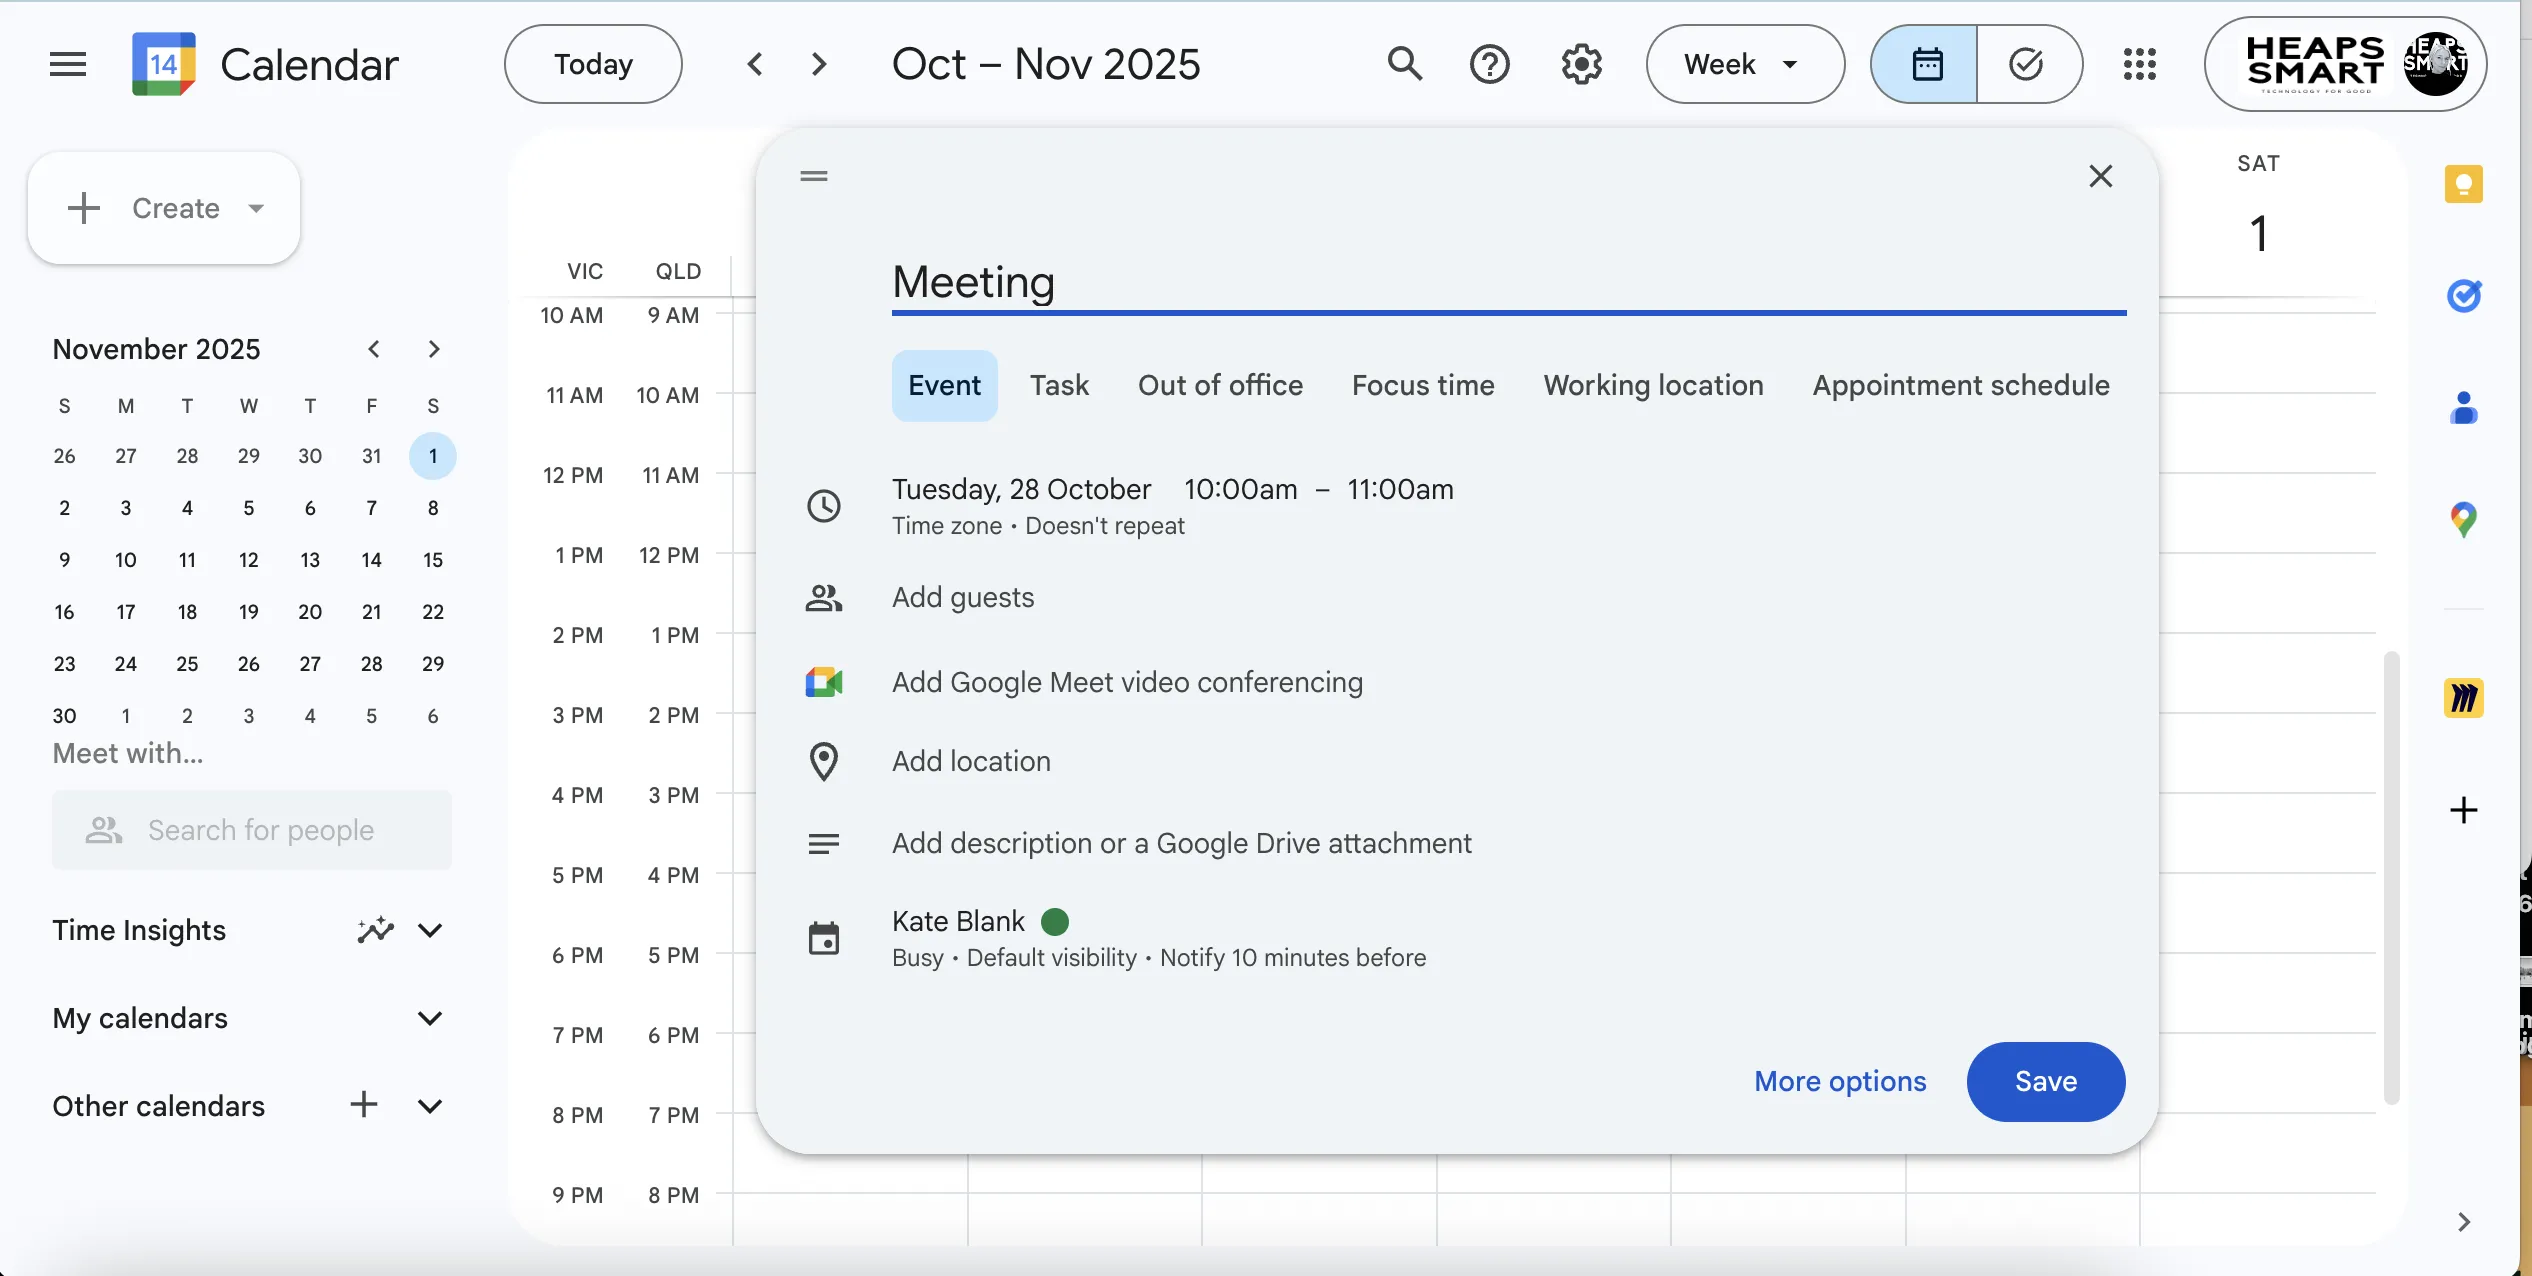 14 Calendar
Today
Oct – Nov 2025
Week
HEAPS
SMART
TECHNOLOGY FOR GOOD
HEAPS
SMART
Create
November 2025
S M T W T F S
26 27 28 29 30 31 1
2 3 4 5 6 7 8
9 10 11 12 13 14 15
16 17 18 19 20 21 22
23 24 25 26 27 28 29
30 1 2 3 4 5 6
Meet with...
Search for people
Time Insights
My calendars
Other calendars
VIC QLD
10 AM 9 AM
11 AM 10 AM
12 PM 11 AM
1 PM 12 PM
2 PM 1 PM
3 PM 2 PM
4 PM 3 PM
5 PM 4 PM
6 PM 5 PM
7 PM 6 PM
8 PM 7 PM
9 PM 8 PM
SAT
1
Meeting
Event Task Out of office Focus time Working location Appointment schedule
Tuesday, 28 October 10:00am – 11:00am
Time zone • Doesn't repeat
Add guests
Add Google Meet video conferencing
Add location
Add description or a Google Drive attachment
Kate Blank
Busy • Default visibility • Notify 10 minutes before
More options
Save